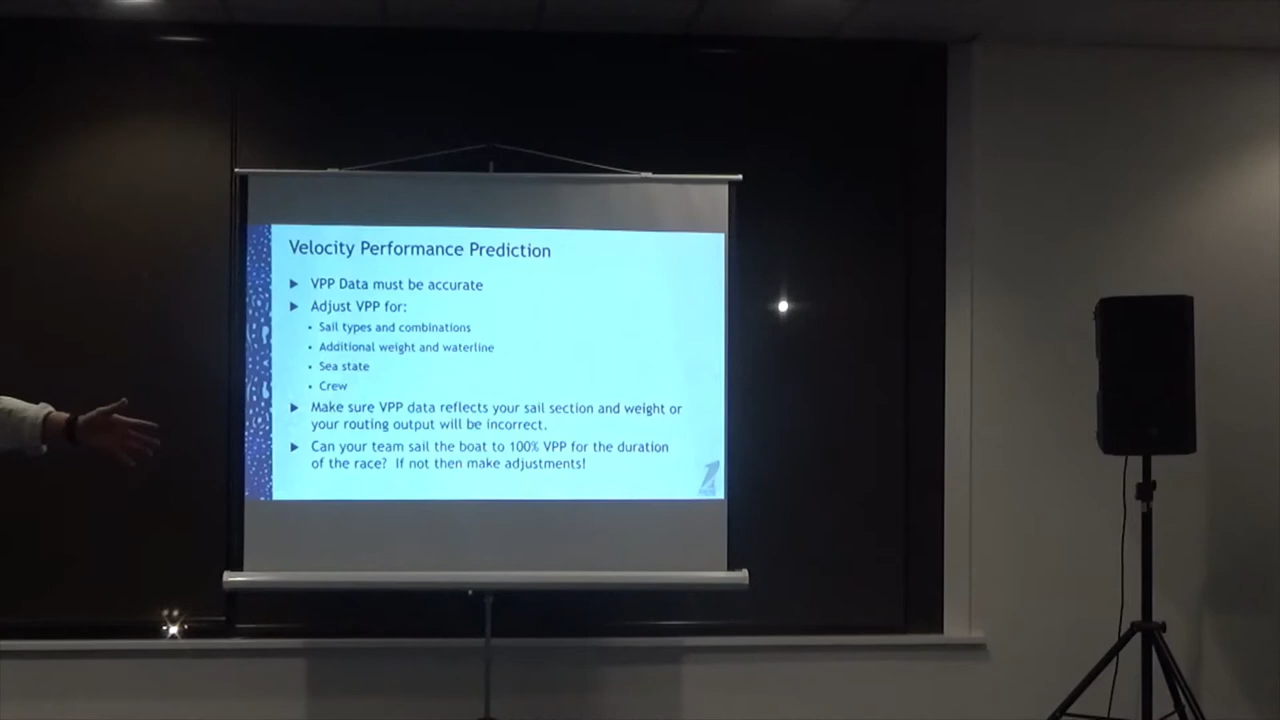 Velocity Performance Prediction
VPP Data must be accurate
Adjust VPP for:
Sail types and combinations
Additional weight and waterline
Sea state
Crew
Make sure VPP data reflects your sail section and weight or
your routing output will be incorrect.
Can your team sail the boat to 100% VPP for the duration
of the race? If not then make adjustments!